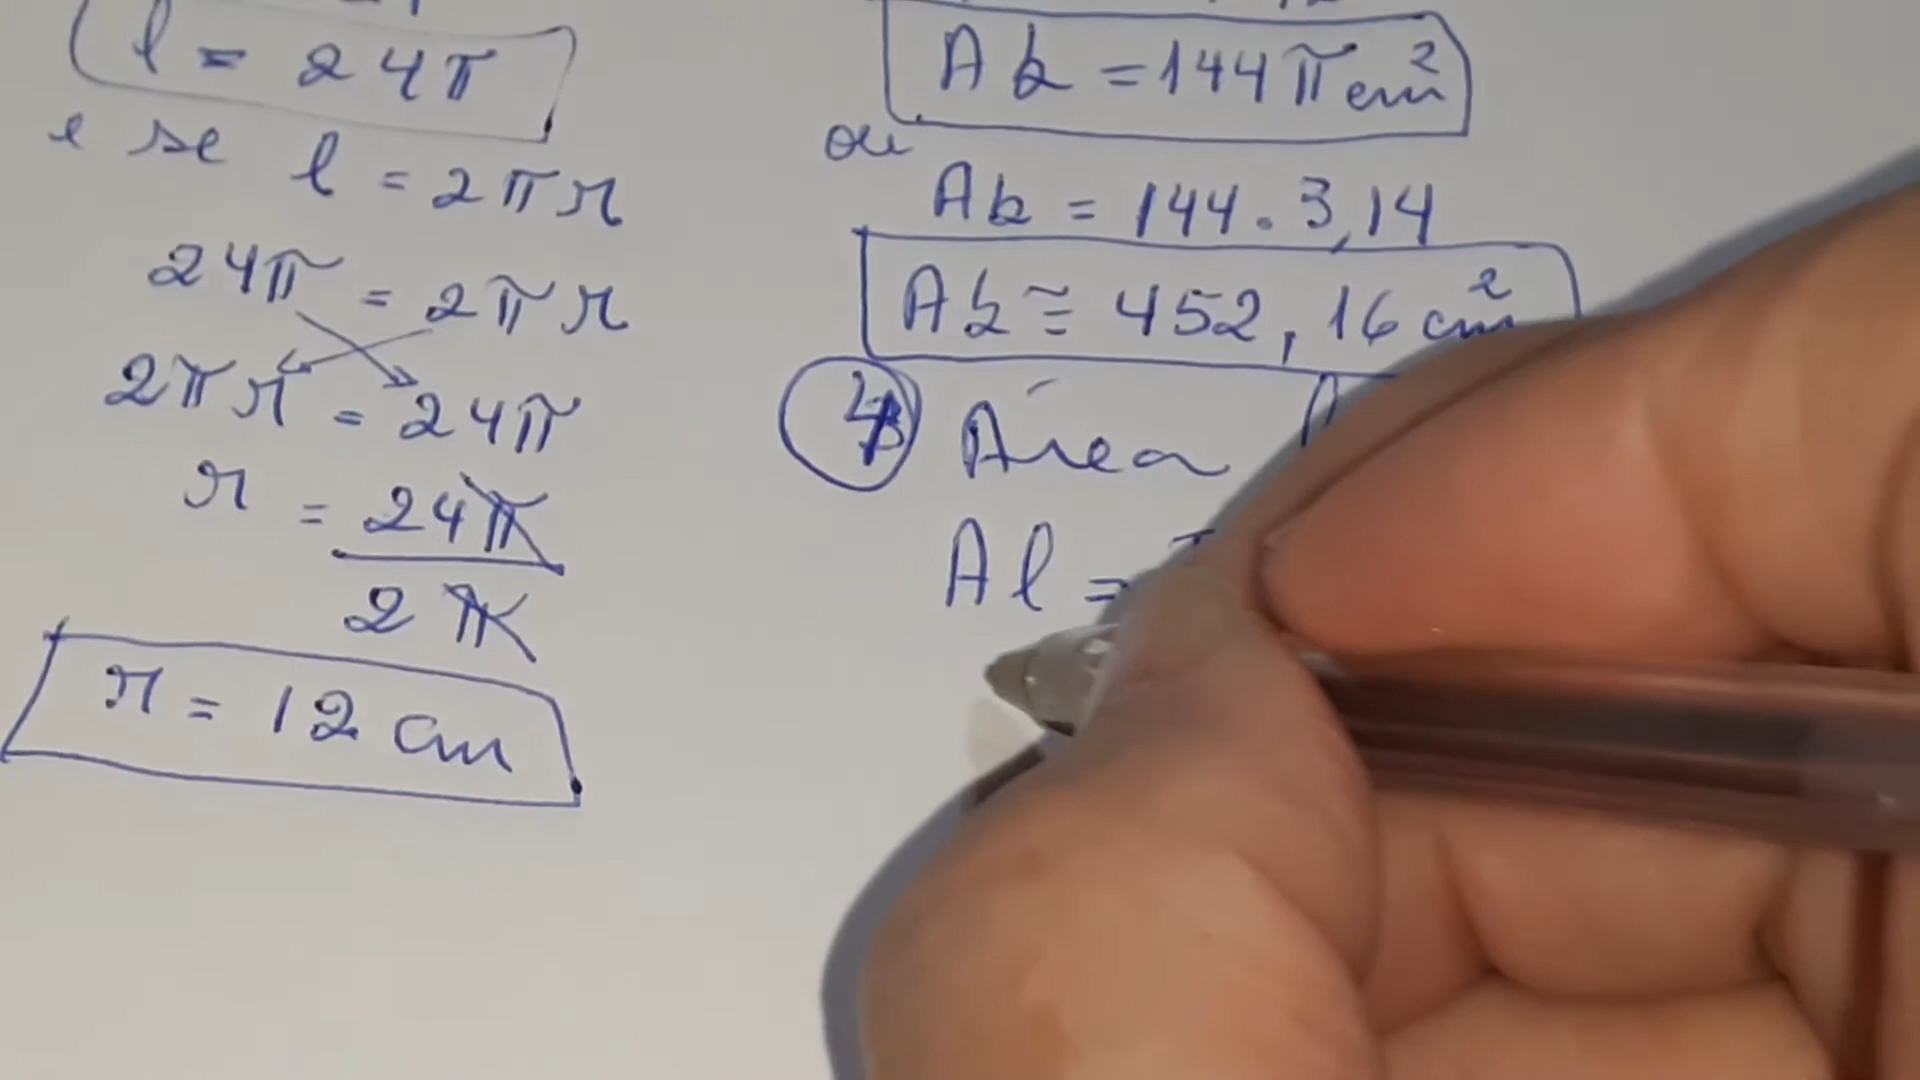 l = 24π
e se l = 2πr
24π = 2πr
2πr = 24π
r = 24π
2π
r = 12 cm
Ab = 144π cm²
ou
Ab = 144 . 3,14
Ab ≅ 452,16 cm²
4 Área
Al =